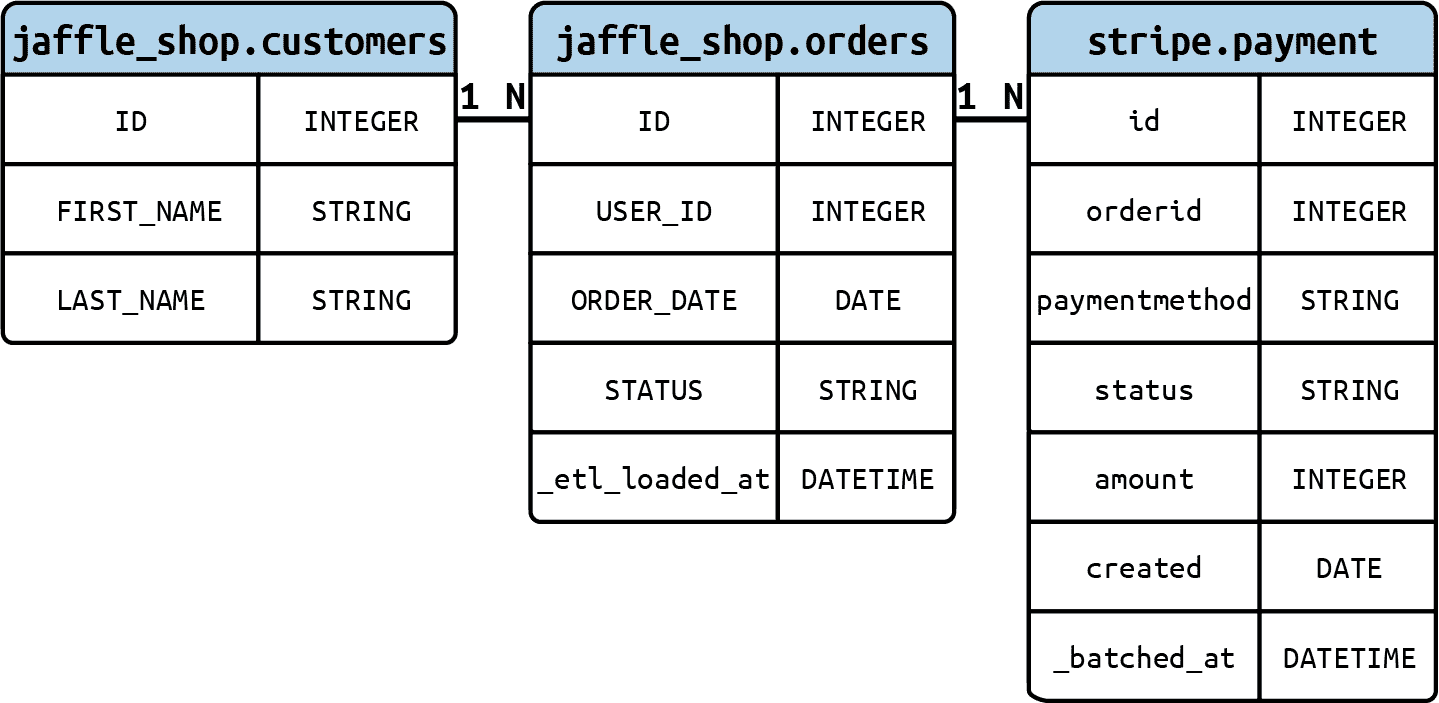 jaffle_shop.customers
ID INTEGER
FIRST_NAME STRING
LAST_NAME STRING
1 N
jaffle_shop.orders
ID INTEGER
USER_ID INTEGER
ORDER_DATE DATE
STATUS STRING
_etl_loaded_at DATETIME
1 N
stripe.payment
id INTEGER
orderid INTEGER
paymentmethod STRING
status STRING
amount INTEGER
created DATE
_batched_at DATETIME